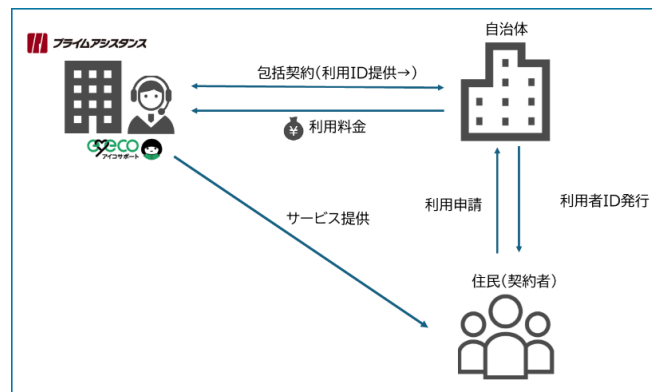 プライムアシスタンス
自治体
包括契約(利用ID提供→)
¥
利用料金
eyeco
アイコサポート
サービス提供
利用申請
利用者ID発行
住民(契約者)